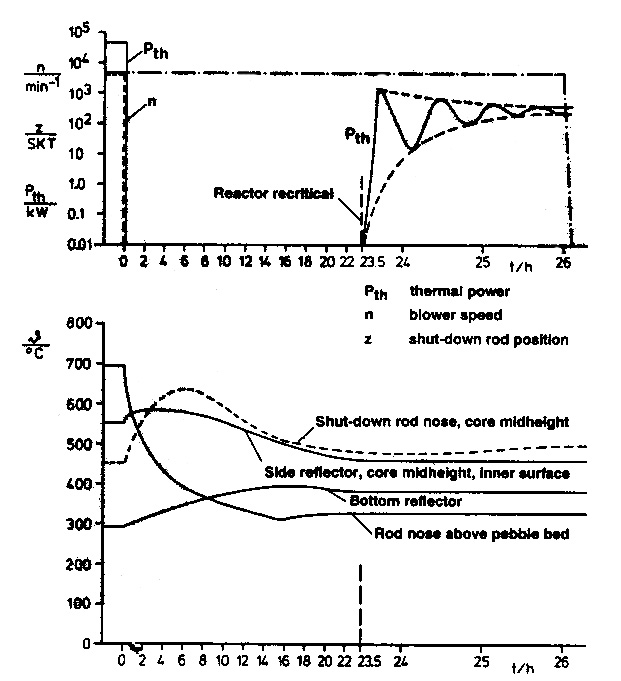 10⁵
10⁴
n
min⁻¹
10³
z
SKT
10²
10
P_th
kW
1.0
0.1
0.01
P_th
n
P_th
Reactor recritical
0 2 4 6 8 10 12 14 16 18 20 22 23.5 24 25 26
t/h
P_th thermal power
n blower speed
z shut-down rod position
ϑ
°C
800
700
600
500
400
300
200
100
0
Shut-down rod nose, core midheight
Side reflector, core midheight, inner surface
Bottom reflector
Rod nose above pebble bed
0 2 4 6 8 10 12 14 16 18 20 22 23.5 24 25 26
t/h